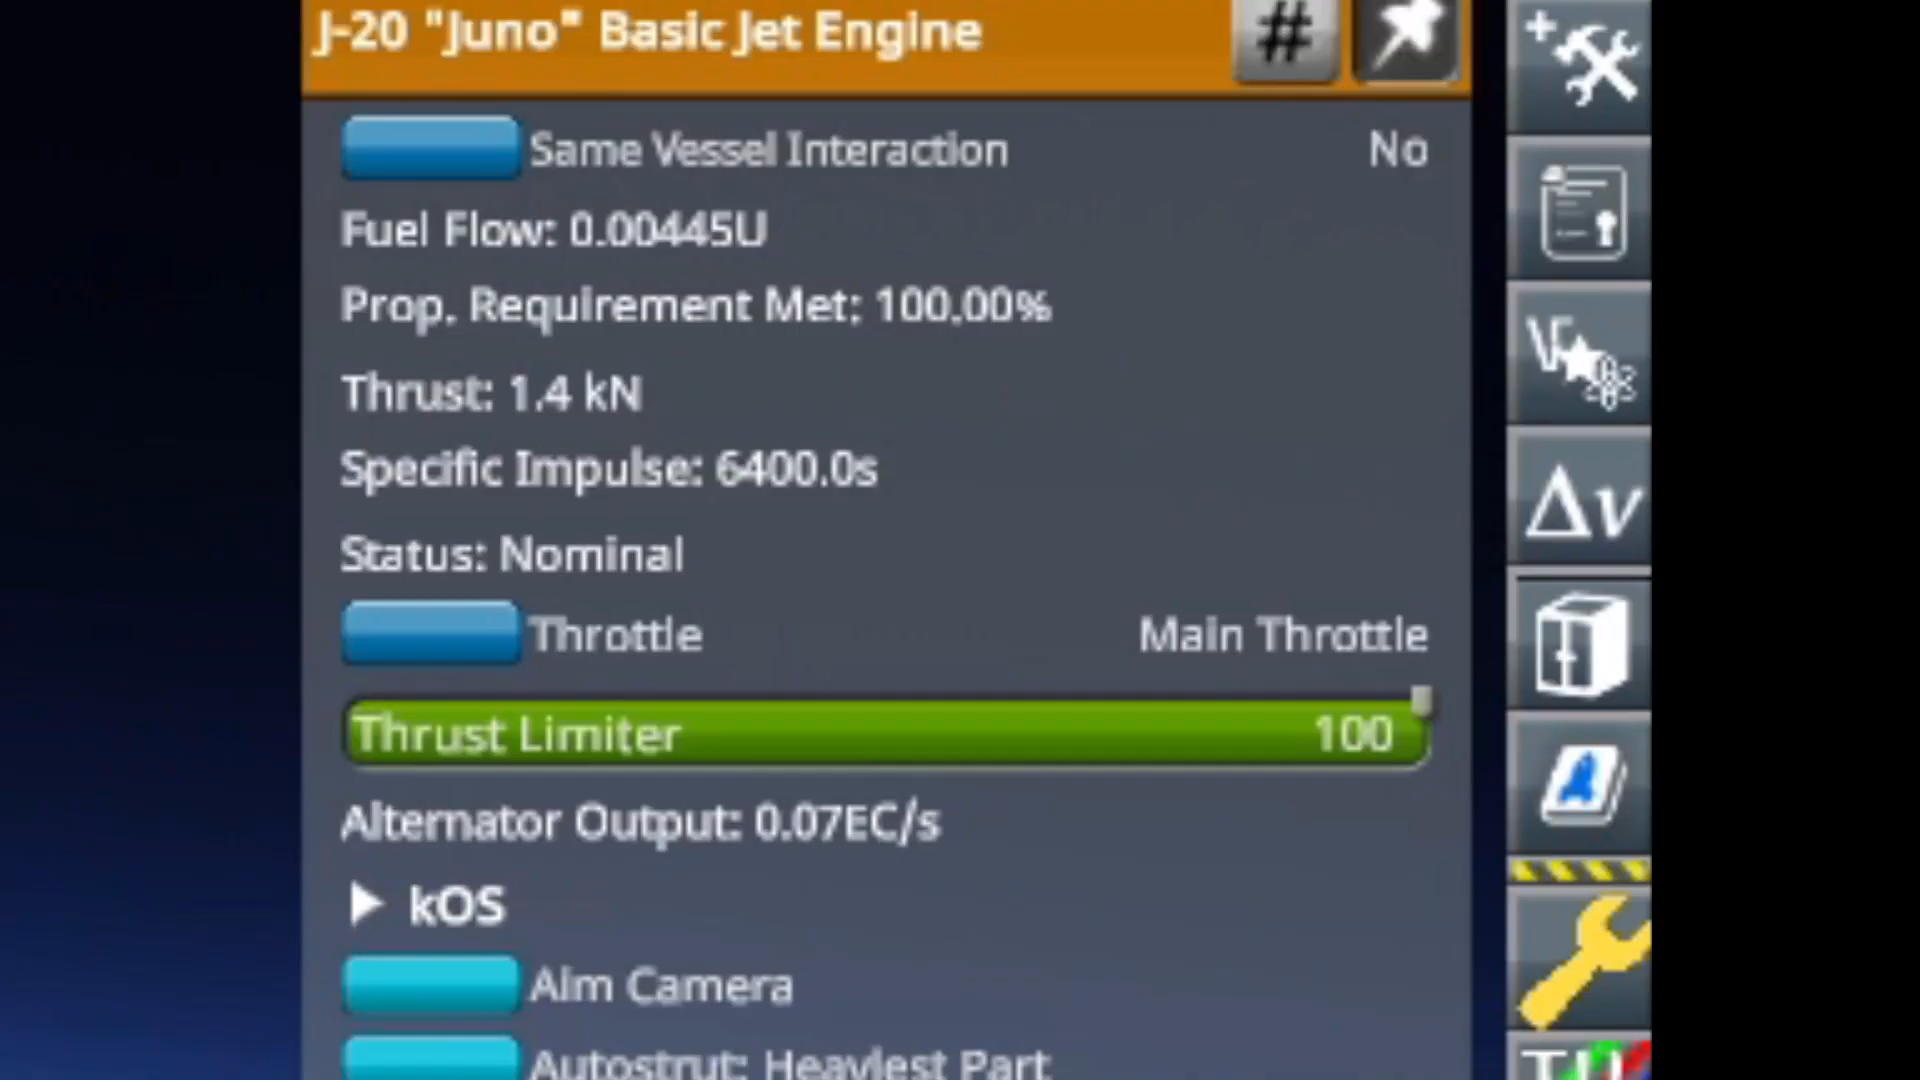 J-20 "Juno" Basic Jet Engine
#
Same Vessel Interaction No
Fuel Flow: 0.00445U
Prop. Requirement Met: 100.00%
Thrust: 1.4 kN
Specific Impulse: 6400.0s
Status: Nominal
Throttle Main Throttle
Thrust Limiter 100
Alternator Output: 0.07EC/s
kOS
Aim Camera
Autostrut: Heaviest Part
Δv